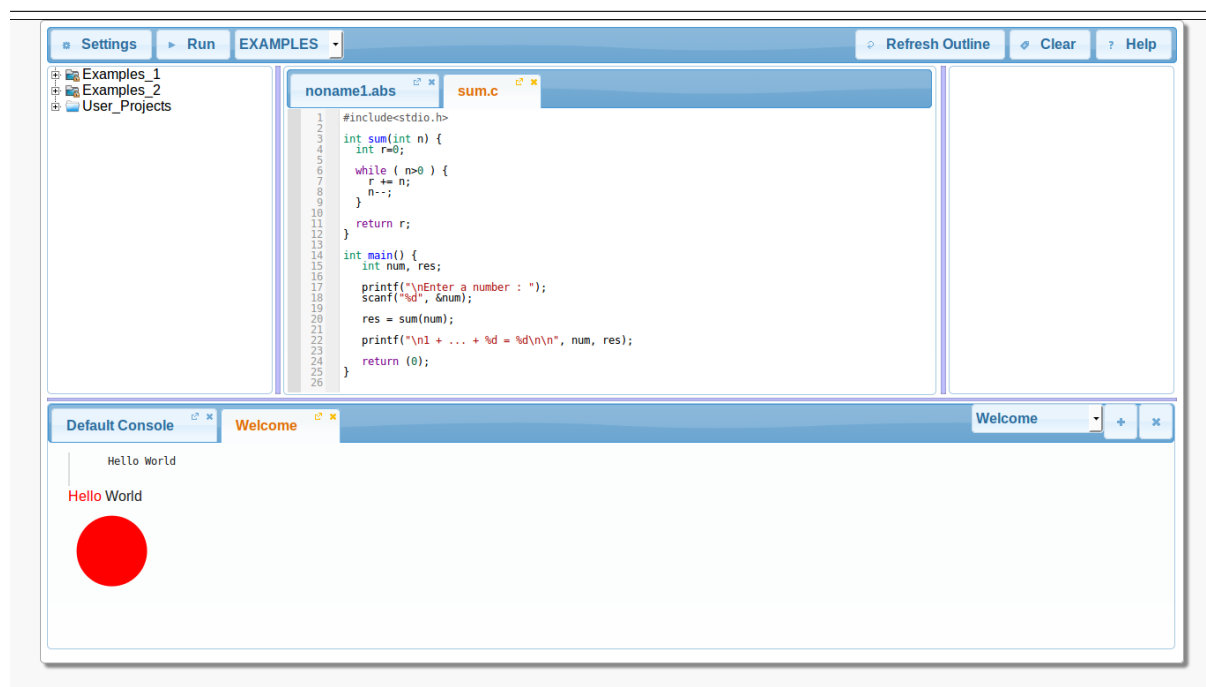 Settings Run EXAMPLES Refresh Outline Clear ? Help
Examples_1
Examples_2
User_Projects
noname1.abs sum.c
1 #include<stdio.h>
2
3 int sum(int n) {
4   int r=0;
5
6   while ( n>0 ) {
7     r += n;
8     n--;
9   }
10
11   return r;
12 }
13
14 int main() {
15    int num, res;
16
17    printf("\nEnter a number : ");
18    scanf("%d", &num);
19
20    res = sum(num);
21
22    printf("\n1 + ... + %d = %d\n\n", num, res);
23
24    return (0);
25 }
26
Default Console Welcome Welcome
Hello World
Hello World